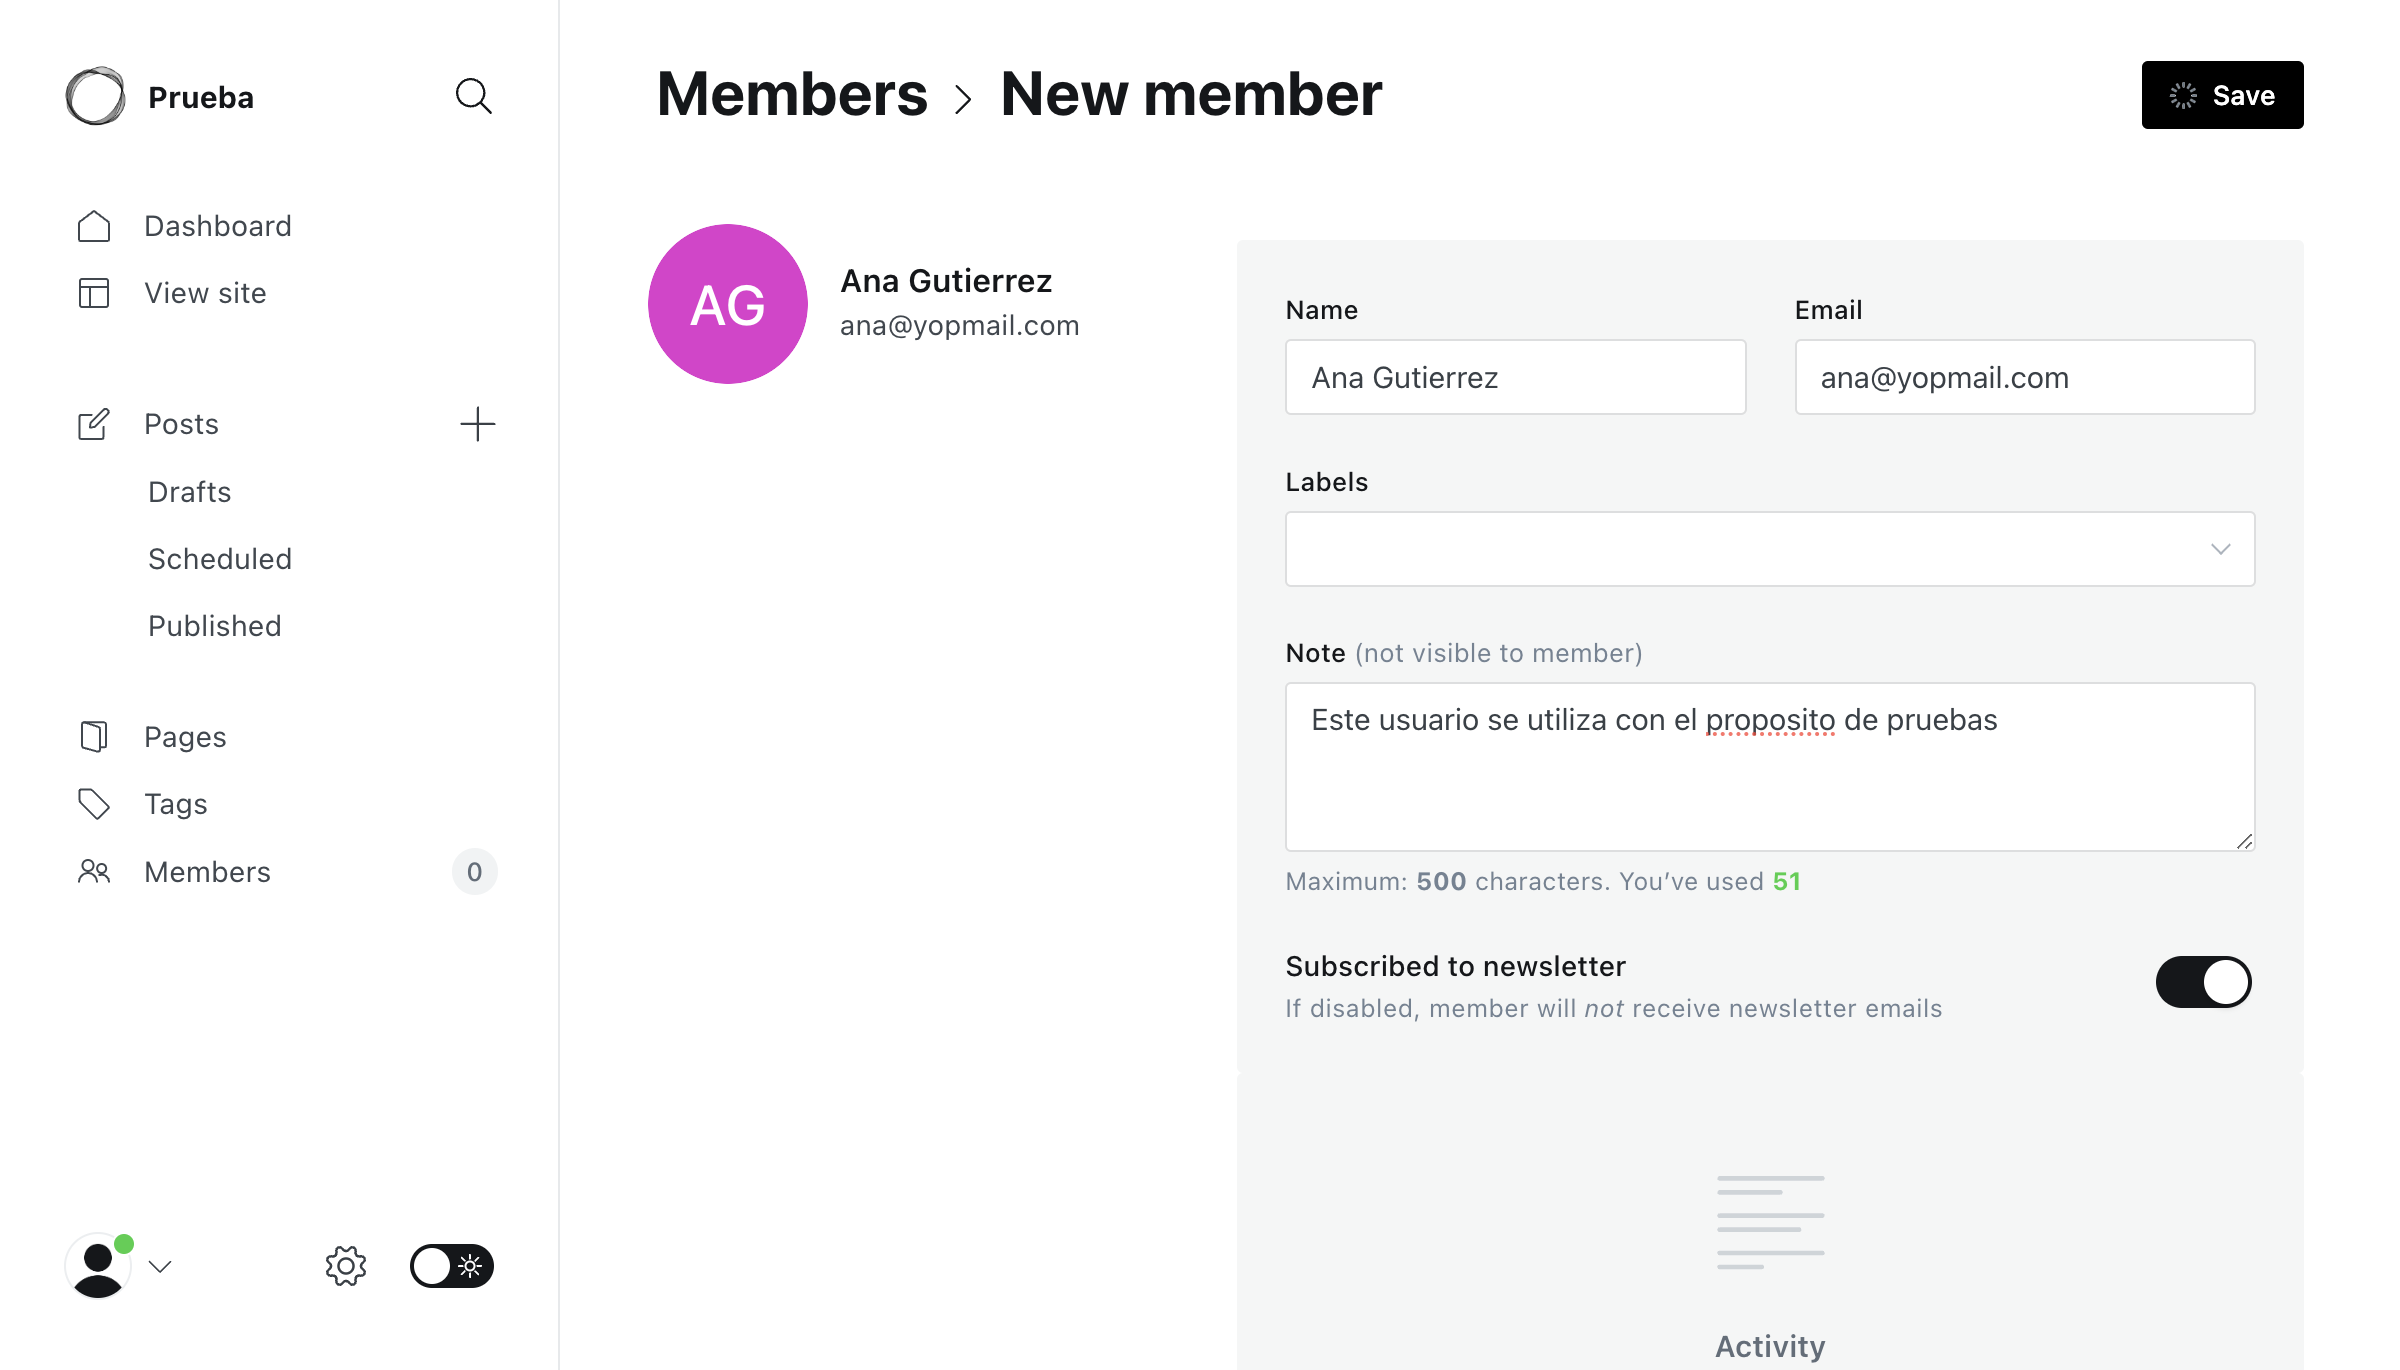 Prueba
Members > New member
Save
Dashboard
View site
Posts
Drafts
Scheduled
Published
Pages
Tags
Members 0
AG
Ana Gutierrez
ana@yopmail.com
Name
Email
Ana Gutierrez
ana@yopmail.com
Labels
Note (not visible to member)
Este usuario se utiliza con el proposito de pruebas
Maximum: 500 characters. You’ve used 51
Subscribed to newsletter
If disabled, member will not receive newsletter emails
Activity